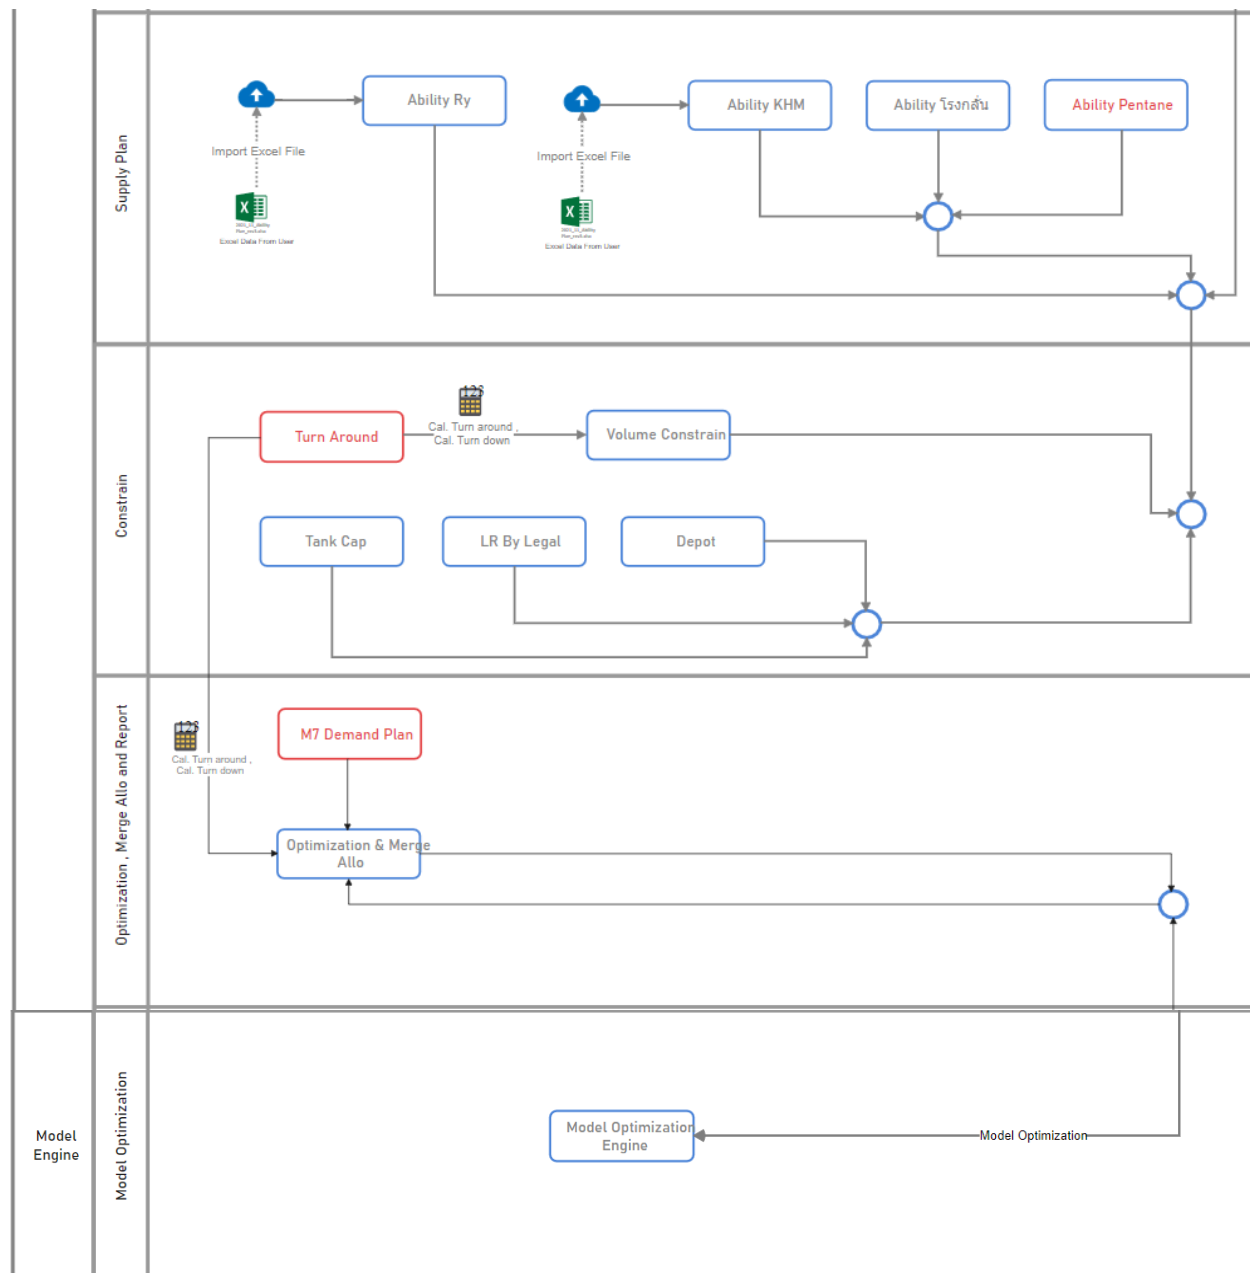 Supply Plan
Ability Ry
Ability KHM
Ability โรงกลั่น
Ability Pentane
Import Excel File
Import Excel File
Excel Data From User
Excel Data From User
Constrain
123
Cal. Turn around ,
Cal. Turn down
Turn Around
Volume Constrain
Tank Cap
LR By Legal
Depot
Optimization , Merge Allo and Report
123
Cal. Turn around ,
Cal. Turn down
M7 Demand Plan
Optimization & Merge
Allo
Model
Engine
Model Optimization
Model Optimization
Engine
Model Optimization